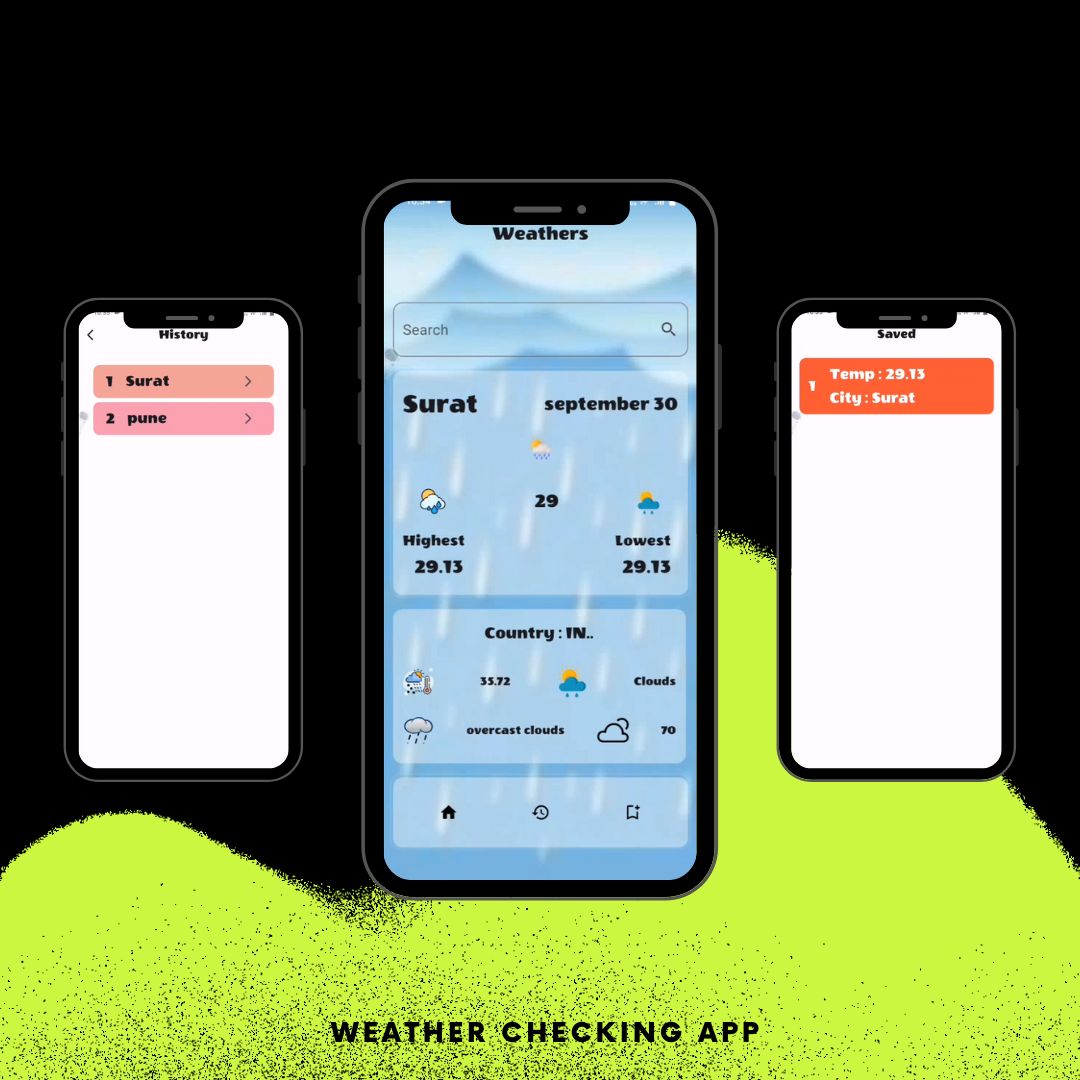 Weathers
Search
Surat september 30
29
Highest Lowest
29.13 29.13
Country : IN..
35.72 Clouds
overcast clouds 70
History
1 Surat
2 pune
Saved
1 Temp : 29.13
City : Surat
WEATHER CHECKING APP